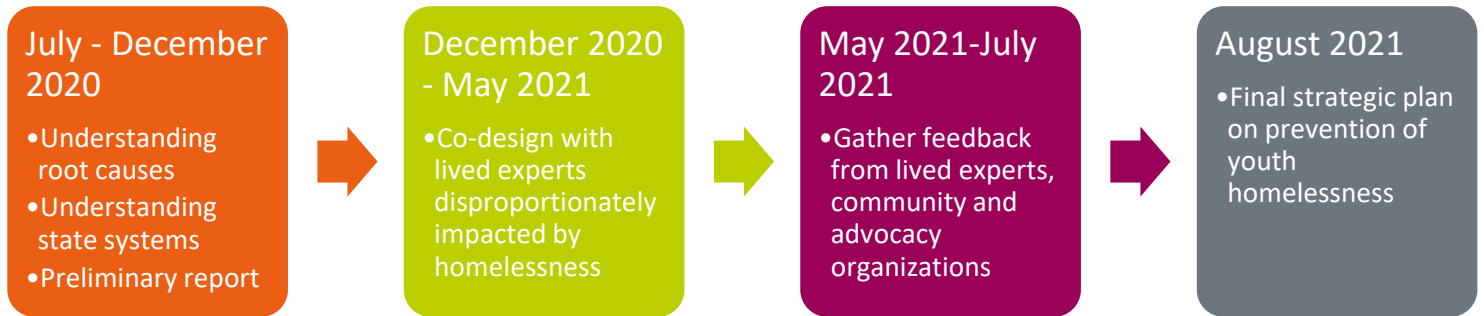 July - December
2020
•Understanding
root causes
•Understanding
state systems
•Preliminary report
December 2020
- May 2021
•Co-design with
lived experts
disproportionately
impacted by
homelessness
May 2021-July
2021
•Gather feedback
from lived experts,
community and
advocacy
organizations
August 2021
•Final strategic plan
on prevention of
youth
homelessness